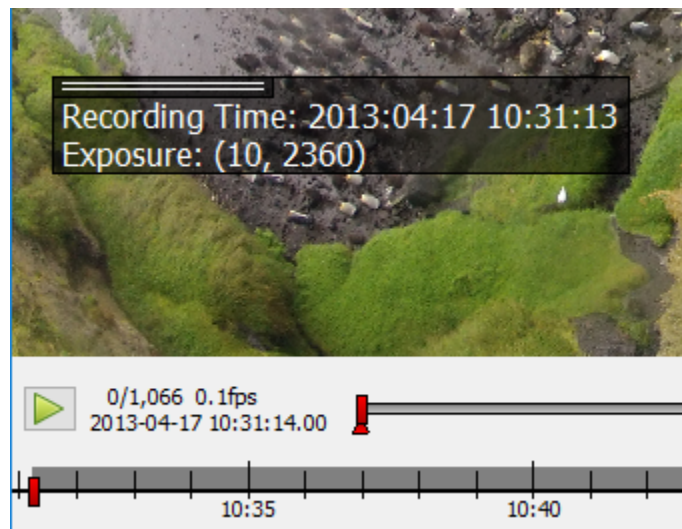 Recording Time: 2013:04:17 10:31:13
Exposure: (10, 2360)
0/1,066 0.1fps
2013-04-17 10:31:14.00
10:35 10:40